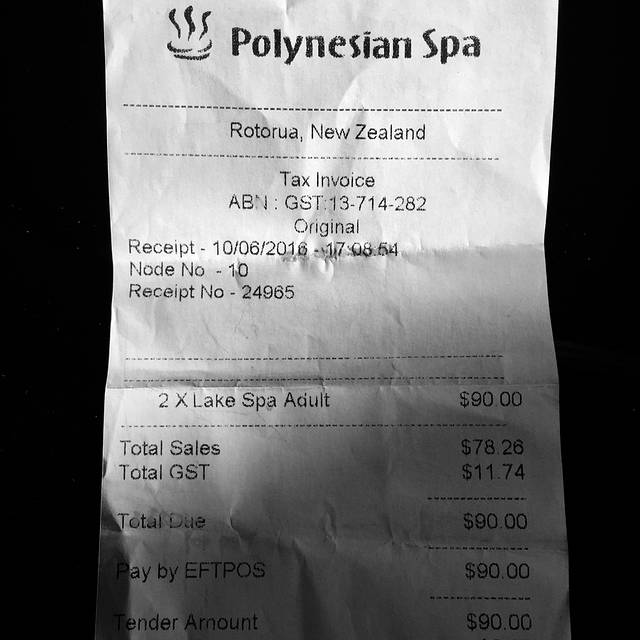 Polynesian Spa
Rotorua, New Zealand
Tax Invoice
ABN : GST:13-714-282
Original
Receipt - 10/06/2016 - 17:08:54
Node No - 10
Receipt No - 24965
2 X Lake Spa Adult $90.00
Total Sales $78.26
Total GST $11.74
Total Due $90.00
Pay by EFTPOS $90.00
Tender Amount $90.00